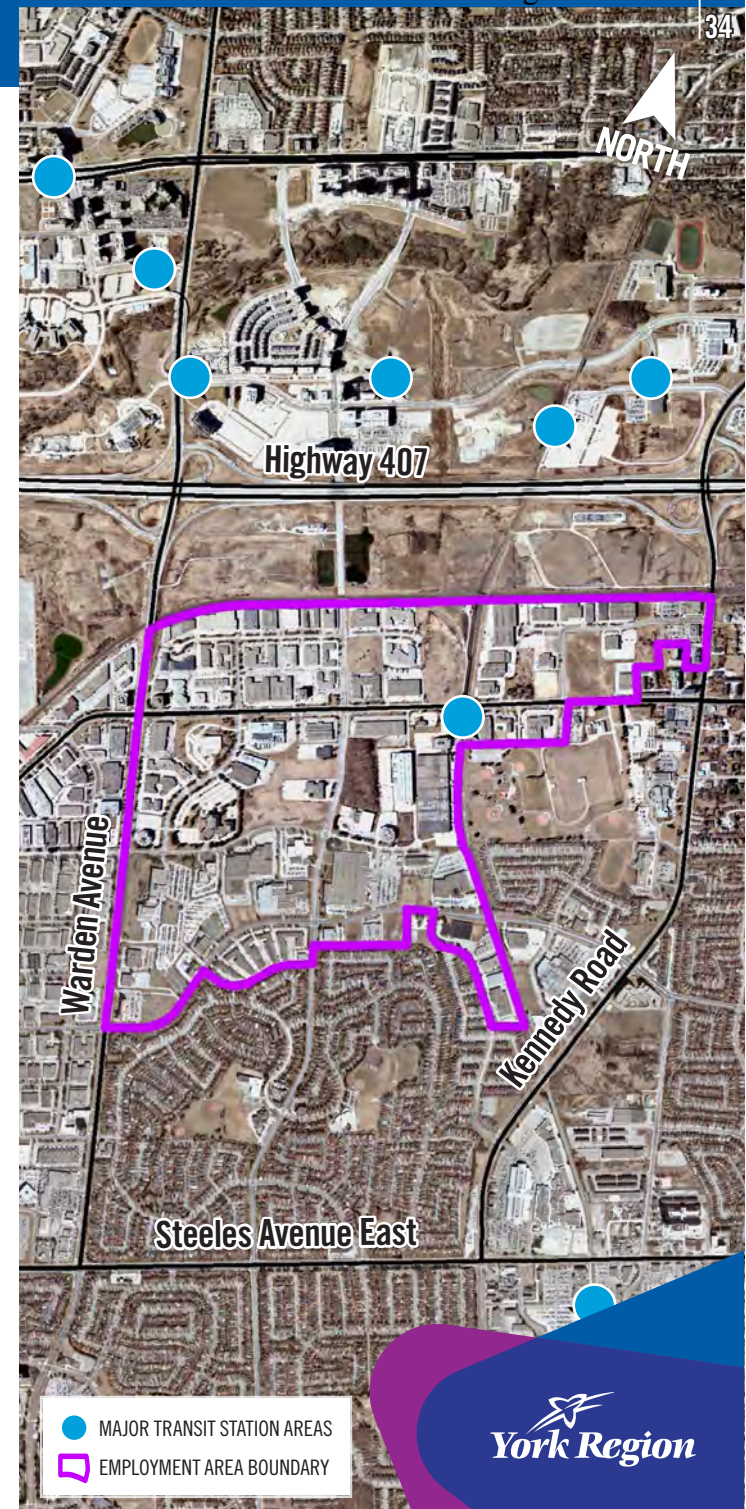 34
NORTH
Highway 407
Warden Avenue
Kennedy Road
Steeles Avenue East
MAJOR TRANSIT STATION AREAS
EMPLOYMENT AREA BOUNDARY
York Region